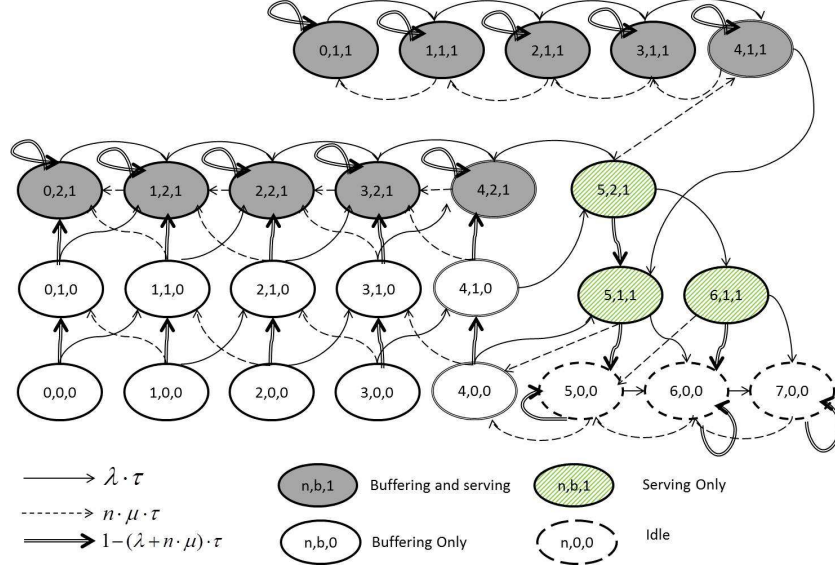 0,1,1 1,1,1 2,1,1 3,1,1 4,1,1
0,2,1 1,2,1 2,2,1 3,2,1 4,2,1 5,2,1
0,1,0 1,1,0 2,1,0 3,1,0 4,1,0 5,1,1 6,1,1
0,0,0 1,0,0 2,0,0 3,0,0 4,0,0 5,0,0 6,0,0 7,0,0
λ·τ n,b,1 Buffering and serving n,b,1 Serving Only
n·μ·τ
1−(λ+n·μ)·τ n,b,0 Buffering Only n,0,0 Idle